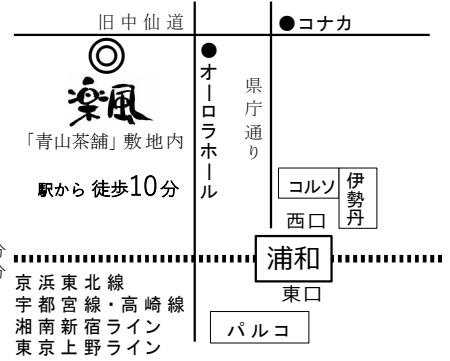 旧中仙道
●コナカ
◎
楽風
「青山茶舗」敷地内
駅から 徒歩10分
●オーロラホール
県庁通り
コルソ
伊勢丹
西口
浦和
東口
分
分
京浜東北線
宇都宮線・高崎線
湘南新宿ライン
東京上野ライン
パルコ